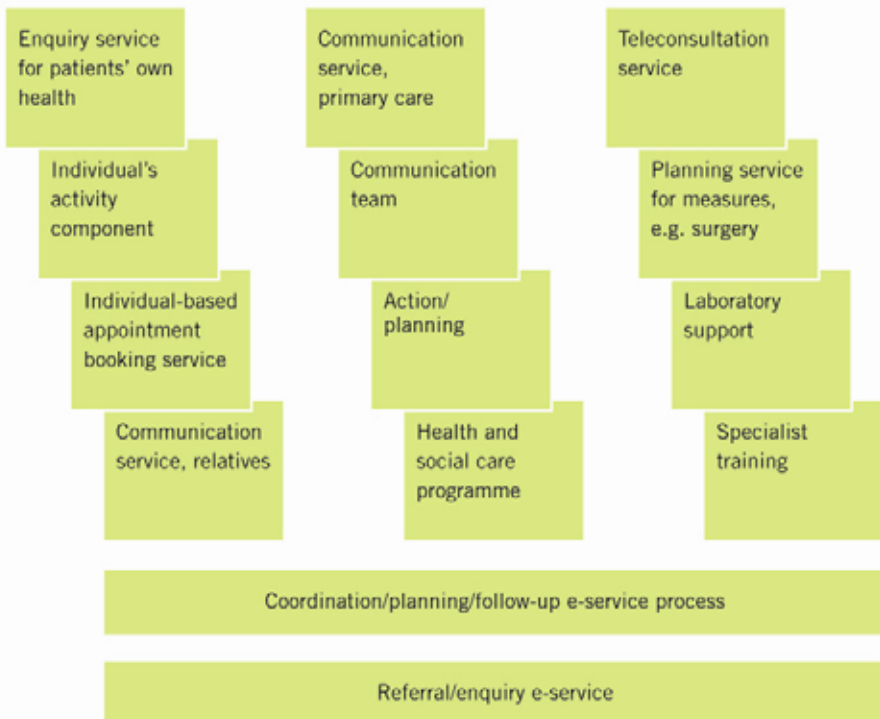 Enquiry service
for patients' own
health
Individual's
activity
component
Individual-based
appointment
booking service
Communication
service, relatives
Communication
service,
primary care
Communication
team
Action/
planning
Health and
social care
programme
Teleconsultation
service
Planning service
for measures,
e.g. surgery
Laboratory
support
Specialist
training
Coordination/planning/follow-up e-service process
Referral/enquiry e-service